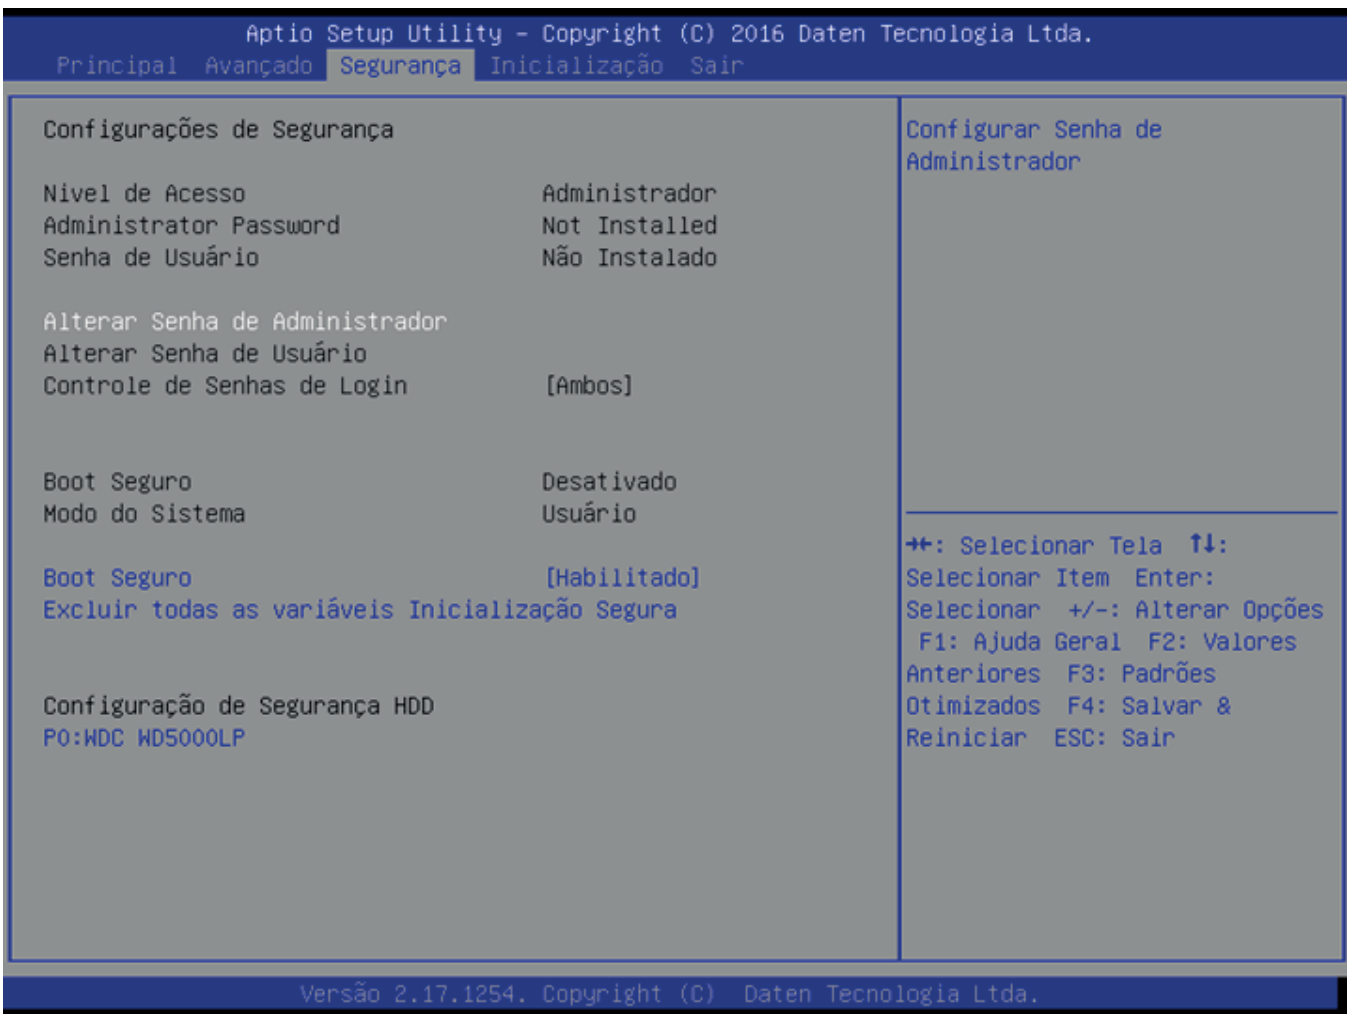 Aptio Setup Utility – Copyright (C) 2016 Daten Tecnologia Ltda.
Principal Avançado Segurança Inicialização Sair
Configurações de Segurança
Nivel de Acesso Administrador
Administrator Password Not Installed
Senha de Usuário Não Instalado
Alterar Senha de Administrador
Alterar Senha de Usuário
Controle de Senhas de Login [Ambos]
Boot Seguro Desativado
Modo do Sistema Usuário
Boot Seguro [Habilitado]
Excluir todas as variáveis Inicialização Segura
Configuração de Segurança HDD
P0:WDC WD5000LP
Configurar Senha de
Administrador
→←: Selecionar Tela ↑↓:
Selecionar Item Enter:
Selecionar +/-: Alterar Opções
F1: Ajuda Geral F2: Valores
Anteriores F3: Padrões
Otimizados F4: Salvar &
Reiniciar ESC: Sair
Versão 2.17.1254. Copyright (C) Daten Tecnologia Ltda.